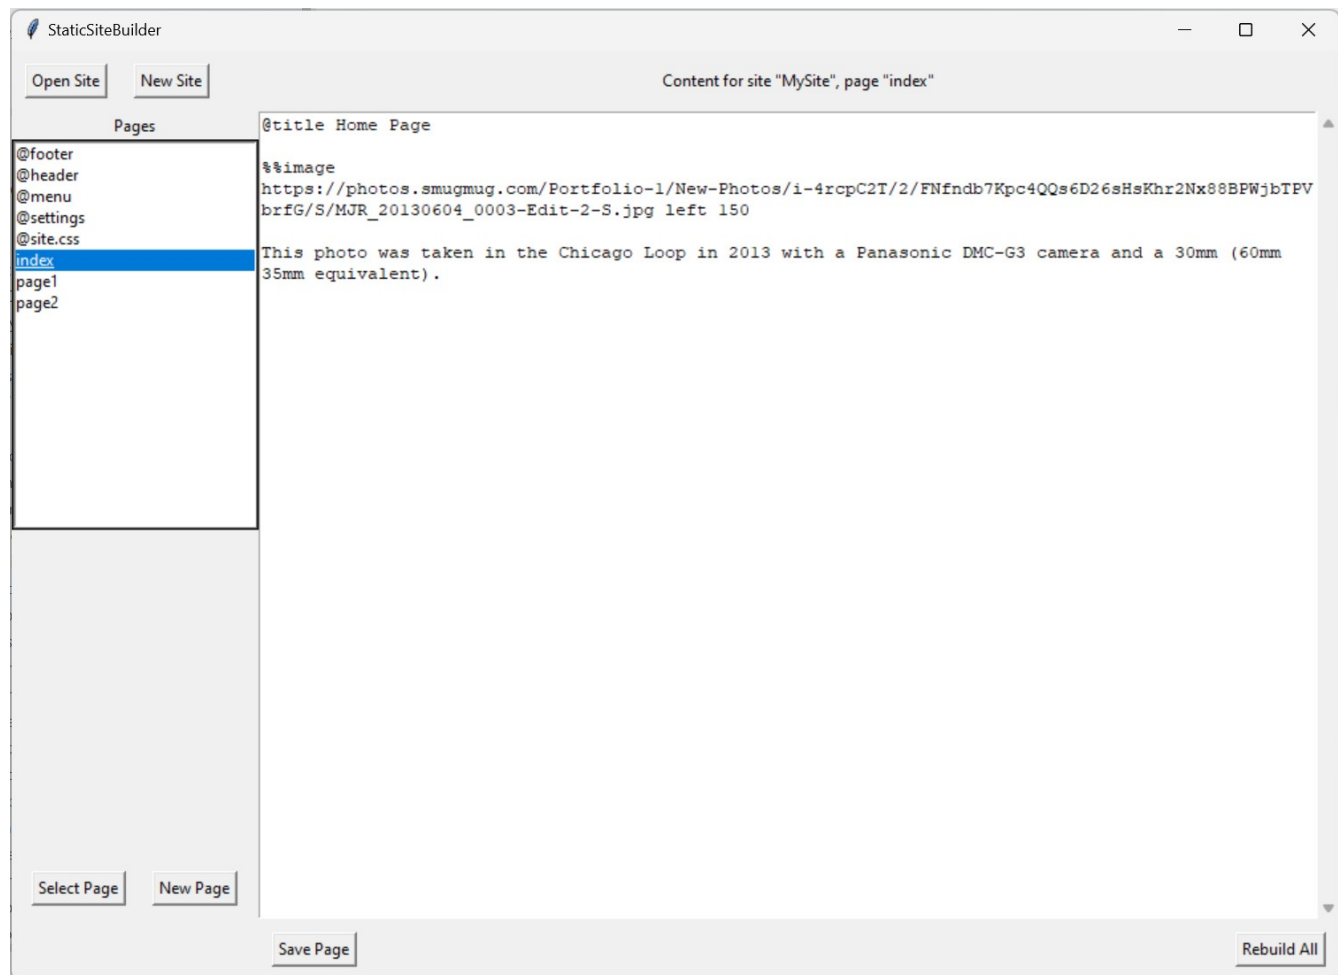 StaticSiteBuilder
Open Site
New Site
Content for site "MySite", page "index"
Pages
@footer
@header
@menu
@settings
@site.css
index
page1
page2
@title Home Page
%%image
https://photos.smugmug.com/Portfolio-1/New-Photos/i-4rcpC2T/2/FNfndb7Kpc4QQs6D26sHsKhr2Nx88BPWjbTPV
brfG/S/MJR_20130604_0003-Edit-2-S.jpg left 150
This photo was taken in the Chicago Loop in 2013 with a Panasonic DMC-G3 camera and a 30mm (60mm
35mm equivalent).
Select Page
New Page
Save Page
Rebuild All